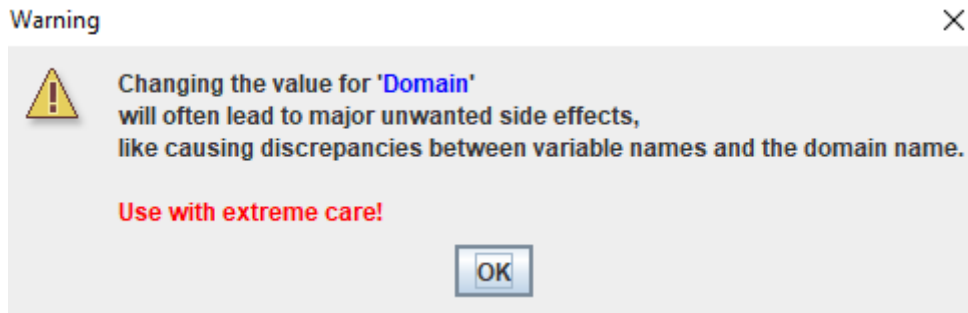 Warning
Changing the value for 'Domain'
will often lead to major unwanted side effects,
like causing discrepancies between variable names and the domain name.
Use with extreme care!
OK